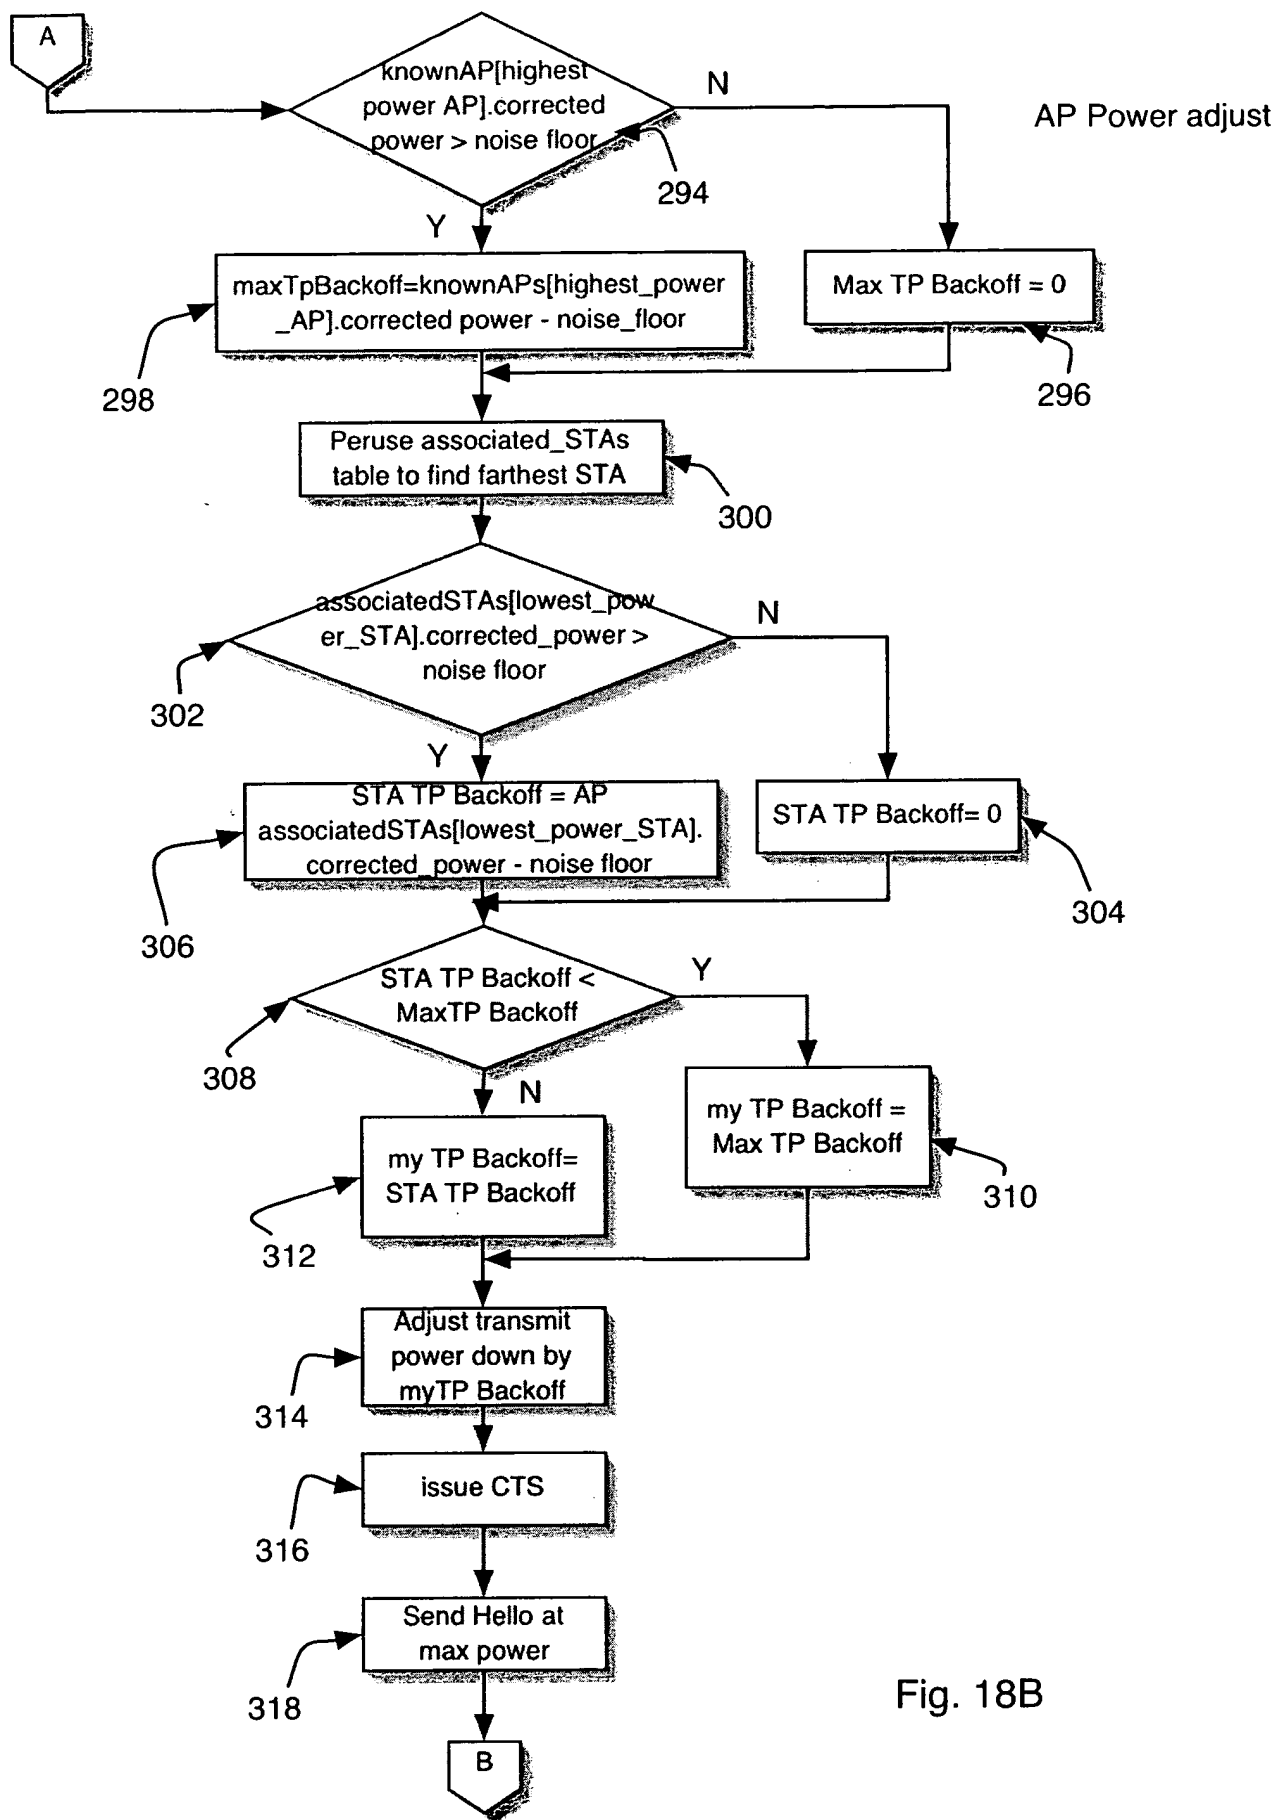 A
knownAP[highest
power AP].corrected
power > noise floor
N
AP Power adjust
294
Y
maxTpBackoff=knownAPs[highest_power
_AP].corrected power - noise_floor
Max TP Backoff = 0
298
296
Peruse associated_STAs
table to find farthest STA
300
associatedSTAs[lowest_pow
er_STA].corrected_power >
noise floor
N
302
Y
STA TP Backoff = AP
associatedSTAs[lowest_power_STA].
corrected_power - noise floor
STA TP Backoff= 0
306
304
STA TP Backoff <
MaxTP Backoff
Y
308
N
my TP Backoff =
Max TP Backoff
my TP Backoff=
STA TP Backoff
310
312
Adjust transmit
power down by
myTP Backoff
314
issue CTS
316
Send Hello at
max power
318
Fig. 18B
B